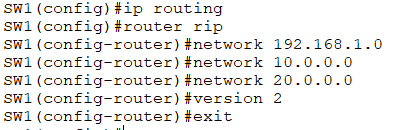 SW1(config)#ip routing
SW1(config)#router rip
SW1(config-router)#network 192.168.1.0
SW1(config-router)#network 10.0.0.0
SW1(config-router)#network 20.0.0.0
SW1(config-router)#version 2
SW1(config-router)#exit